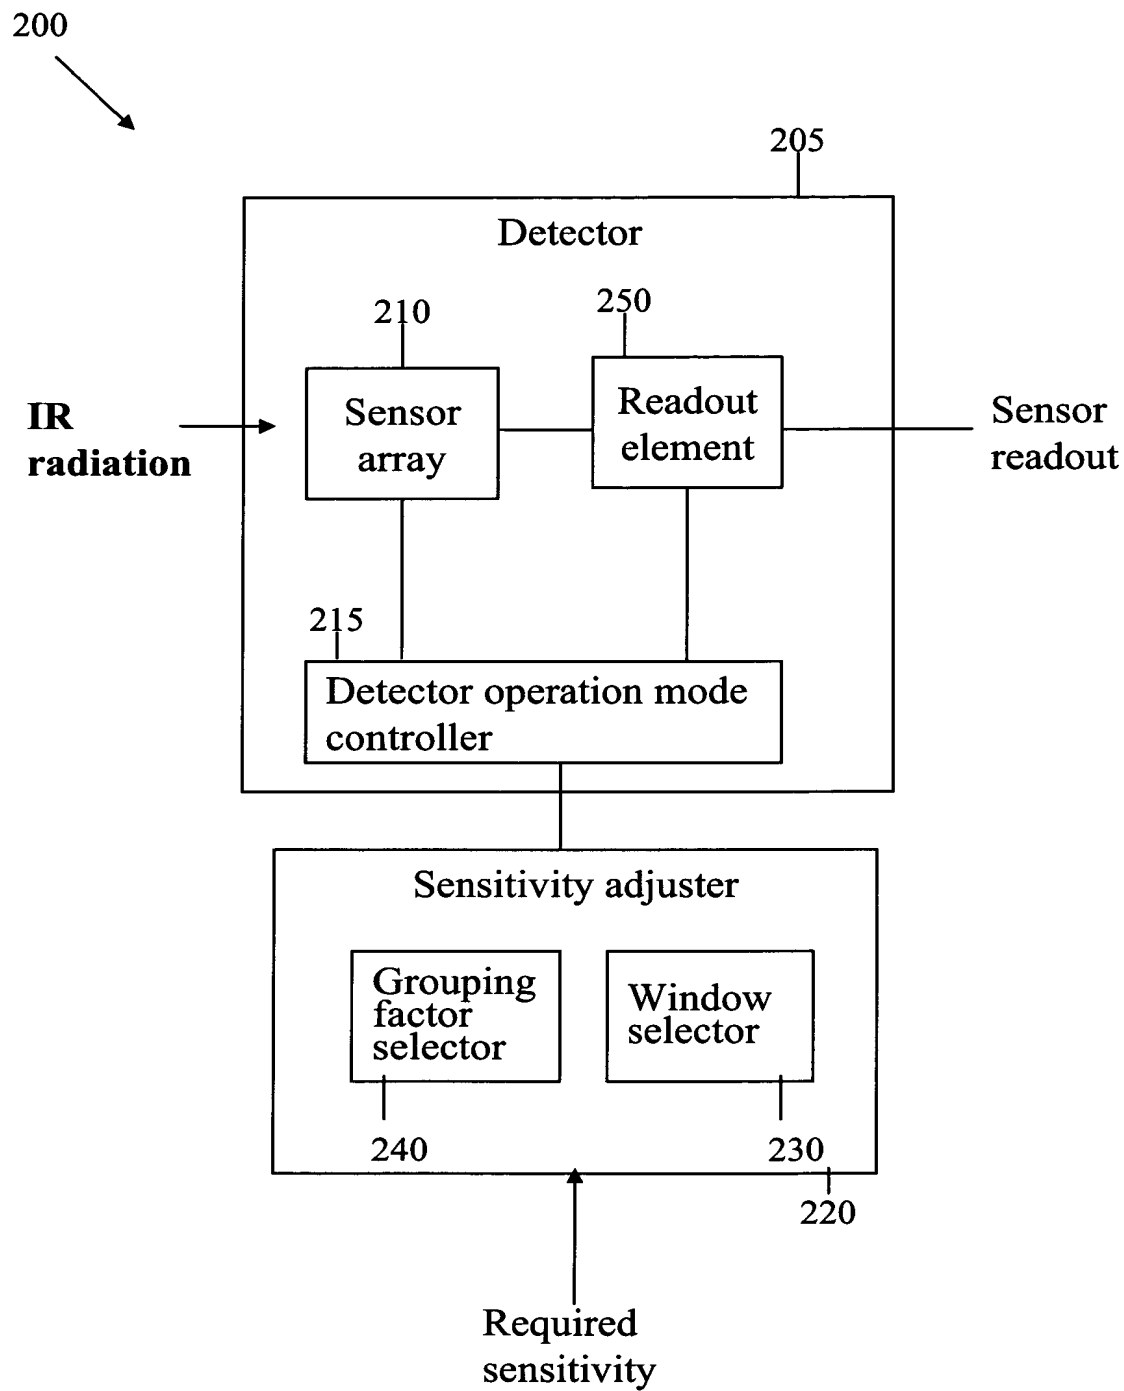 200
205
Detector
210
250
IR
radiation
Sensor
array
Readout
element
Sensor
readout
215
Detector operation mode
controller
Sensitivity adjuster
Grouping
factor
selector
Window
selector
240
230
220
Required
sensitivity